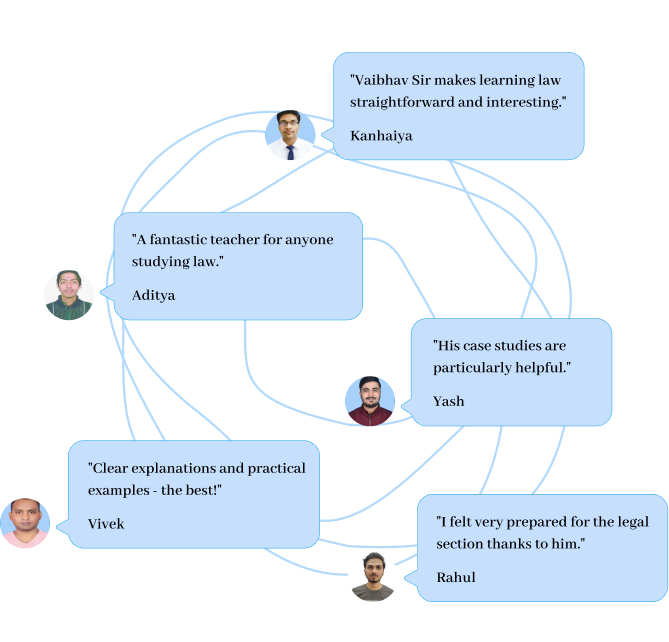 "Vaibhav Sir makes learning law
straightforward and interesting."
Kanhaiya
"A fantastic teacher for anyone
studying law."
Aditya
"His case studies are
particularly helpful."
Yash
"Clear explanations and practical
examples - the best!"
Vivek
"I felt very prepared for the legal
section thanks to him."
Rahul